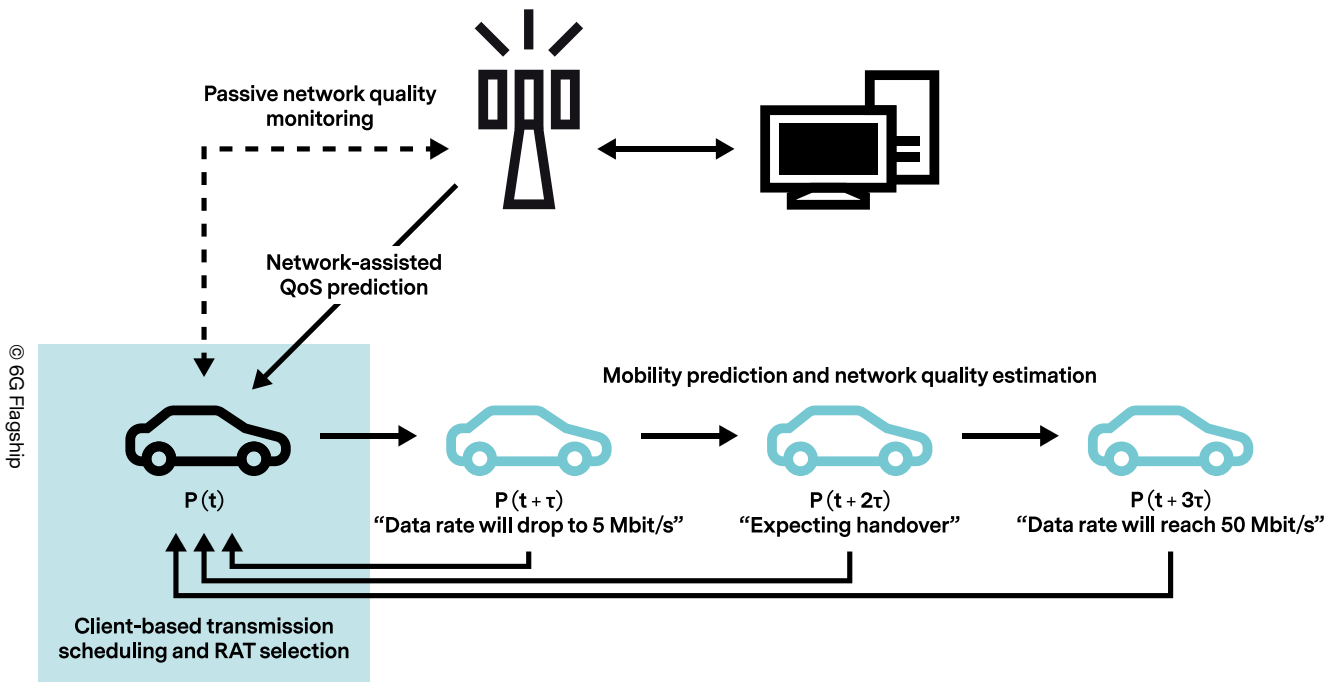 Passive network quality
monitoring
Network-assisted
QoS prediction
© 6G Flagship
Mobility prediction and network quality estimation
P (t)
P (t + τ)
“Data rate will drop to 5 Mbit/s”
P (t + 2τ)
“Expecting handover”
P (t + 3τ)
“Data rate will reach 50 Mbit/s”
Client-based transmission
scheduling and RAT selection